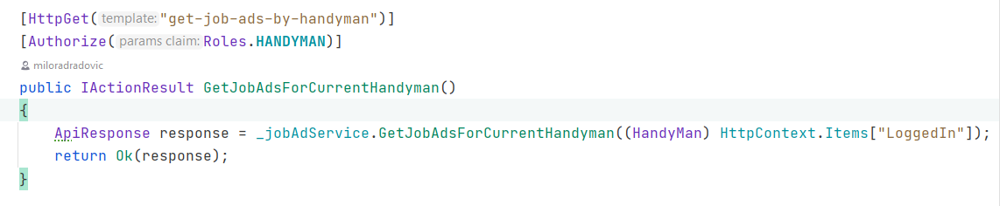 [HttpGet( template: "get-job-ads-by-handyman")]
[Authorize( params claim: Roles.HANDYMAN)]
miloradradovic
public IActionResult GetJobAdsForCurrentHandyman()
{
    ApiResponse response = _jobAdService.GetJobAdsForCurrentHandyman((HandyMan) HttpContext.Items["LoggedIn"]);
    return Ok(response);
}